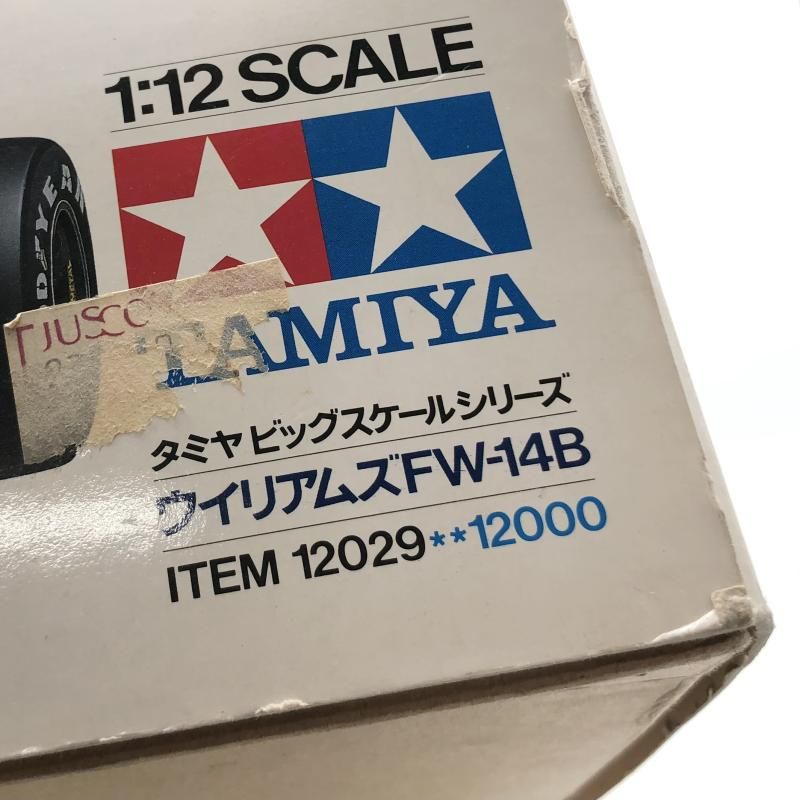 1:12 SCALE
TAMIYA
JUSCO
タミヤ ビッグスケールシリーズ
ウイリアムズFW-14B
ITEM 12029**12000